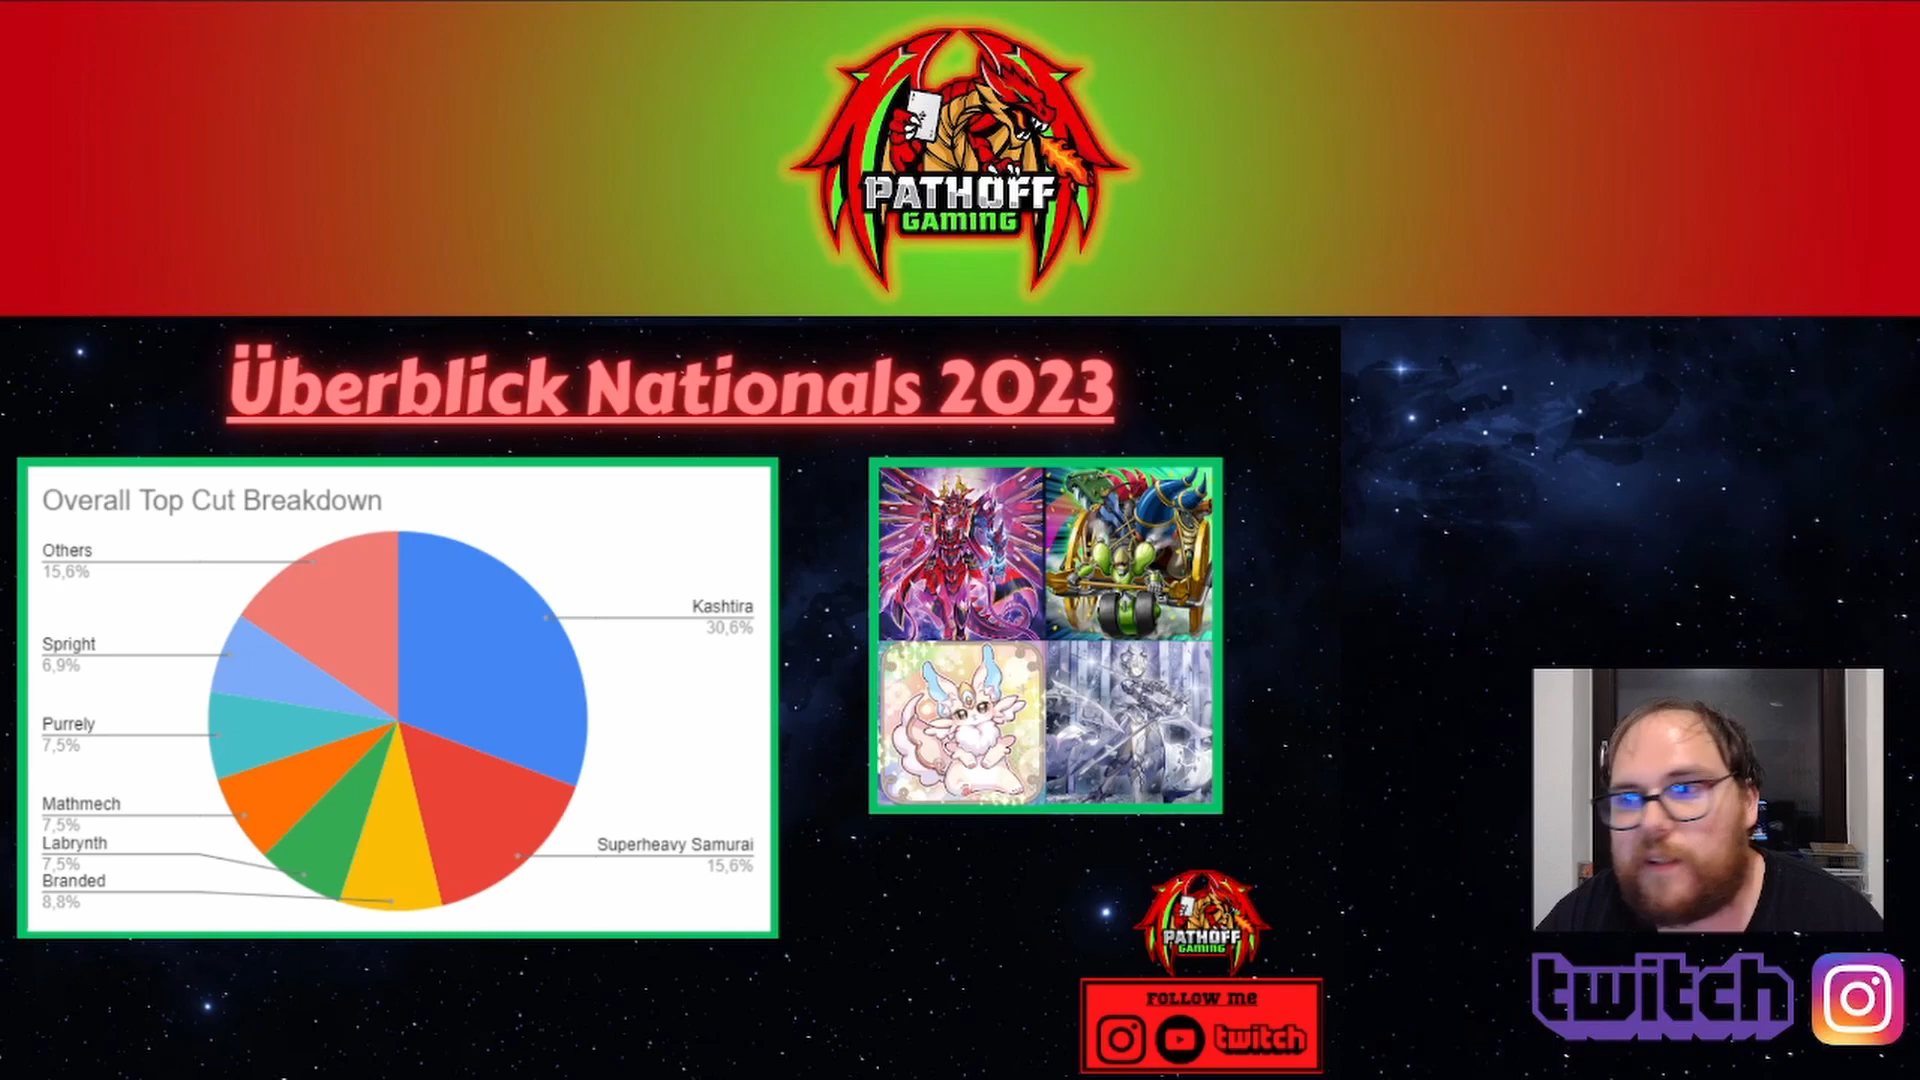 PATHOFF
GAMING
Überblick Nationals 2023
Overall Top Cut Breakdown
Others
15,6%
Kashtira
30,6%
Spright
6,9%
Purrely
7,5%
Mathmech
7,5%
Labrynth
7,5%
Branded
8,8%
Superheavy Samurai
15,6%
PATHOFF
GAMING
FOLLOW ME
twitch
twitch